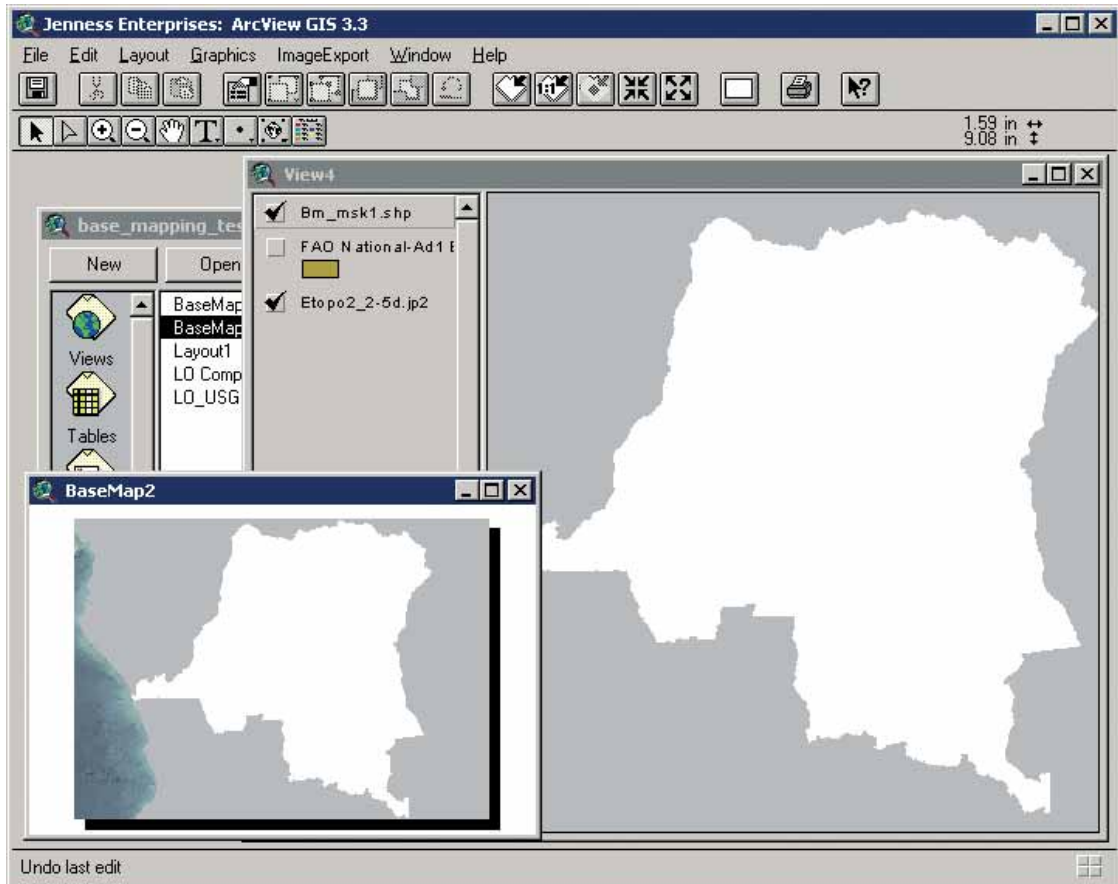 Jenness Enterprises: ArcView GIS 3.3
File Edit Layout Graphics ImageExport Window Help
1:1
T
?
1.59 in
9.08 in
View4
Bm_msk1.shp
FAO National-Ad1
Etopo2_2-5d.jp2
base_mapping_tes
New Open
Views
Tables
BaseMap
BaseMap
Layout1
LO Comp
LO_USG
BaseMap2
Undo last edit